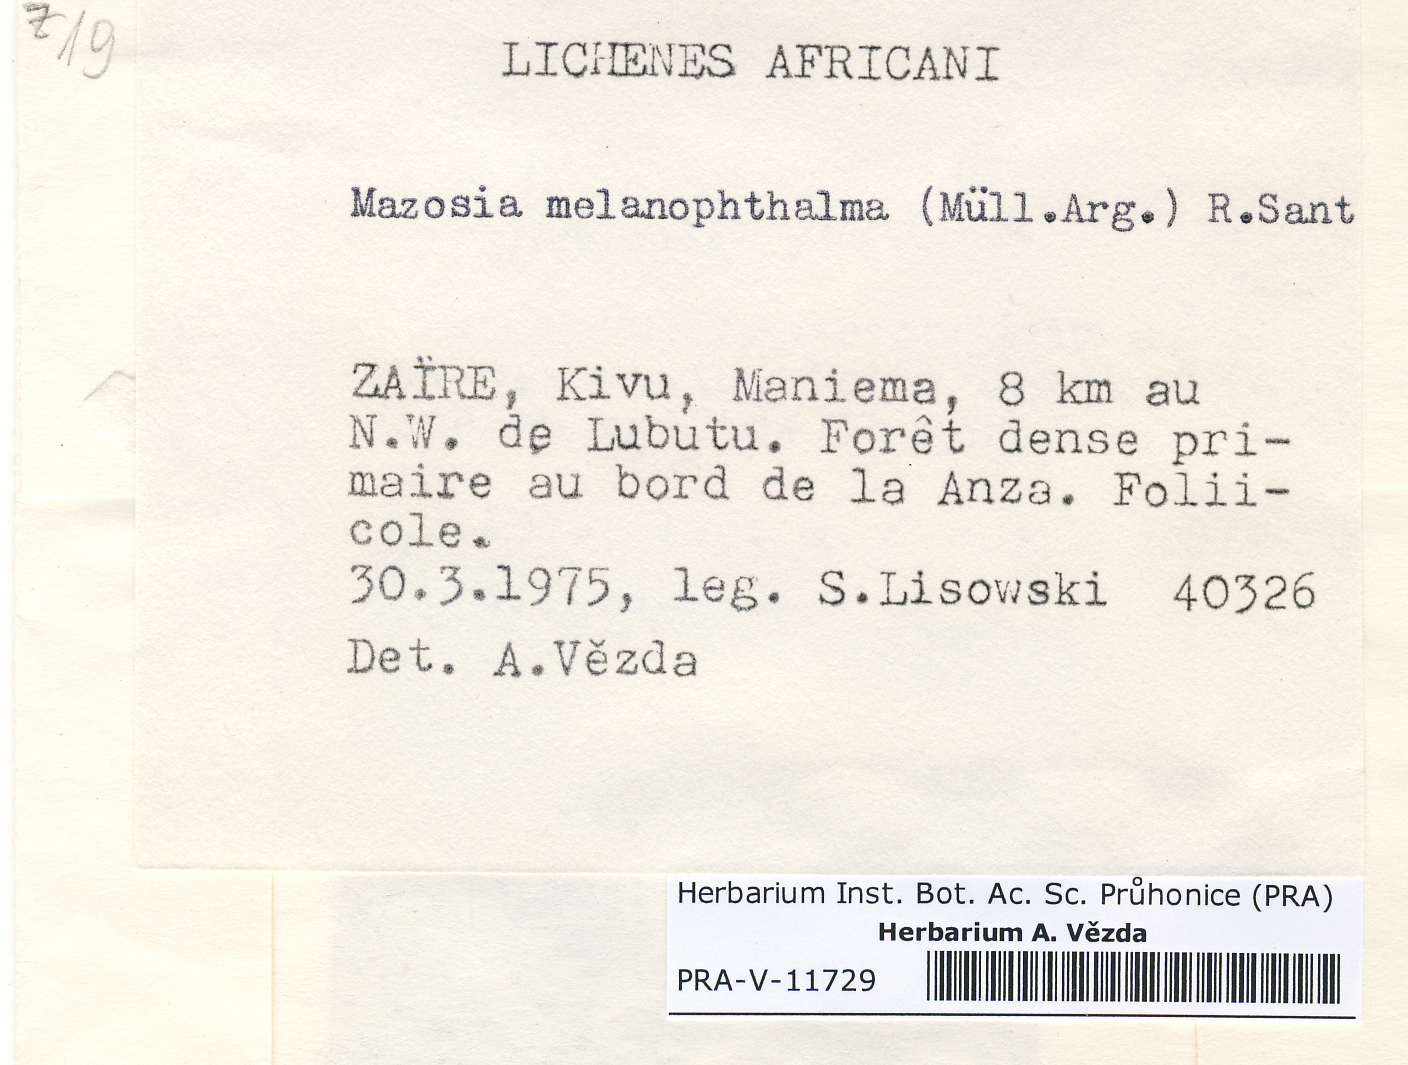 z19
LICHENES AFRICANI
Mazosia melanophthalma (Müll.Arg.) R.Sant
ZAÏRE, Kivu, Maniema, 8 km au
N.W. de Lubutu. Forêt dense pri-
maire au bord de la Anza. Folii-
cole.
30.3.1975, leg. S.Lisowski 40326
Det. A.Vězda
Herbarium Inst. Bot. Ac. Sc. Průhonice (PRA)
Herbarium A. Vězda
PRA-V-11729